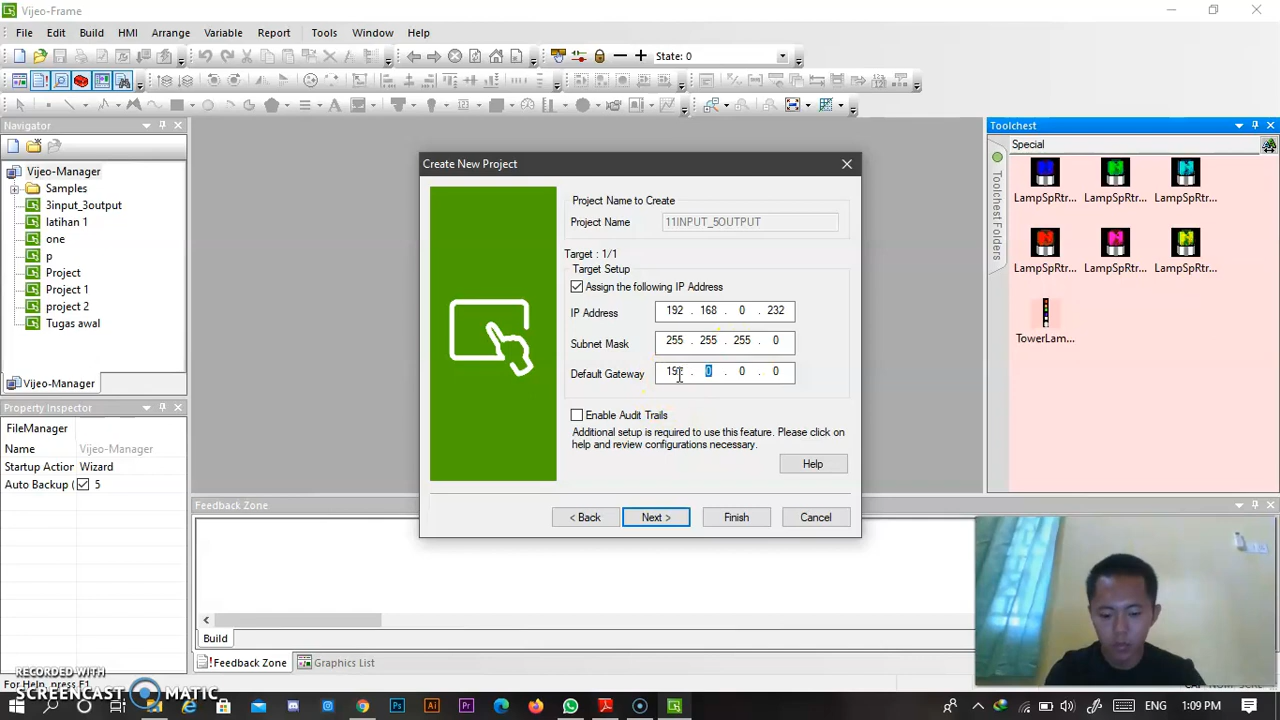 Vijeo-Frame
File Edit Build HMI Arrange Variable Report Tools Window Help
State: 0
Navigator
Vijeo-Manager
Samples
3input_3output
latihan 1
one
p
Project
Project 1
project 2
Tugas awal
Vijeo-Manager
Property Inspector
FileManager
Name Vijeo-Manager
Startup Action Wizard
Auto Backup ( 5
Create New Project
Project Name to Create
Project Name 11INPUT_5OUTPUT
Target : 1/1
Target Setup
Assign the following IP Address
IP Address 192 . 168 . 0 . 232
Subnet Mask 255 . 255 . 255 . 0
Default Gateway . 0 . 0 . 0
Enable Audit Trails
Additional setup is required to use this feature. Please click on
help and review configurations necessary.
Help
< Back Next > Finish Cancel
Toolchest
Special
Toolchest Folders
LampSpRtr... LampSpRtr... LampSpRtr...
LampSpRtr... LampSpRtr... LampSpRtr...
TowerLam...
Feedback Zone
Build
Feedback Zone Graphics List
For Help, press F1
RECORDED WITH
SCREENCAST MATIC
ENG 1:09 PM